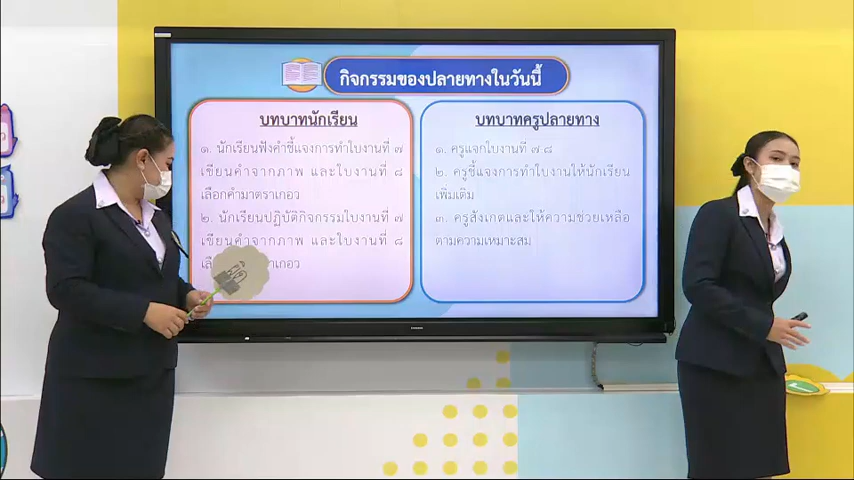 กิจกรรมของปลายทางในวันนี้
บทบาทนักเรียน
๑. นักเรียนฟังคำชี้แจงการทำใบงานที่ ๗
เขียนคำจากภาพ และใบงานที่ ๘
เลือกคำมาตราเกอว
๒. นักเรียนปฏิบัติกิจกรรมใบงานที่ ๗
เขียนคำจากภาพ และใบงานที่ ๘
บทบาทครูปลายทาง
๑. ครูแจกใบงานที่ ๗ ๘
๒. ครูชี้แจงการทำใบงานให้นักเรียน
เพิ่มเติม
๓. ครูสังเกตและให้ความช่วยเหลือ
ตามความเหมาะสม